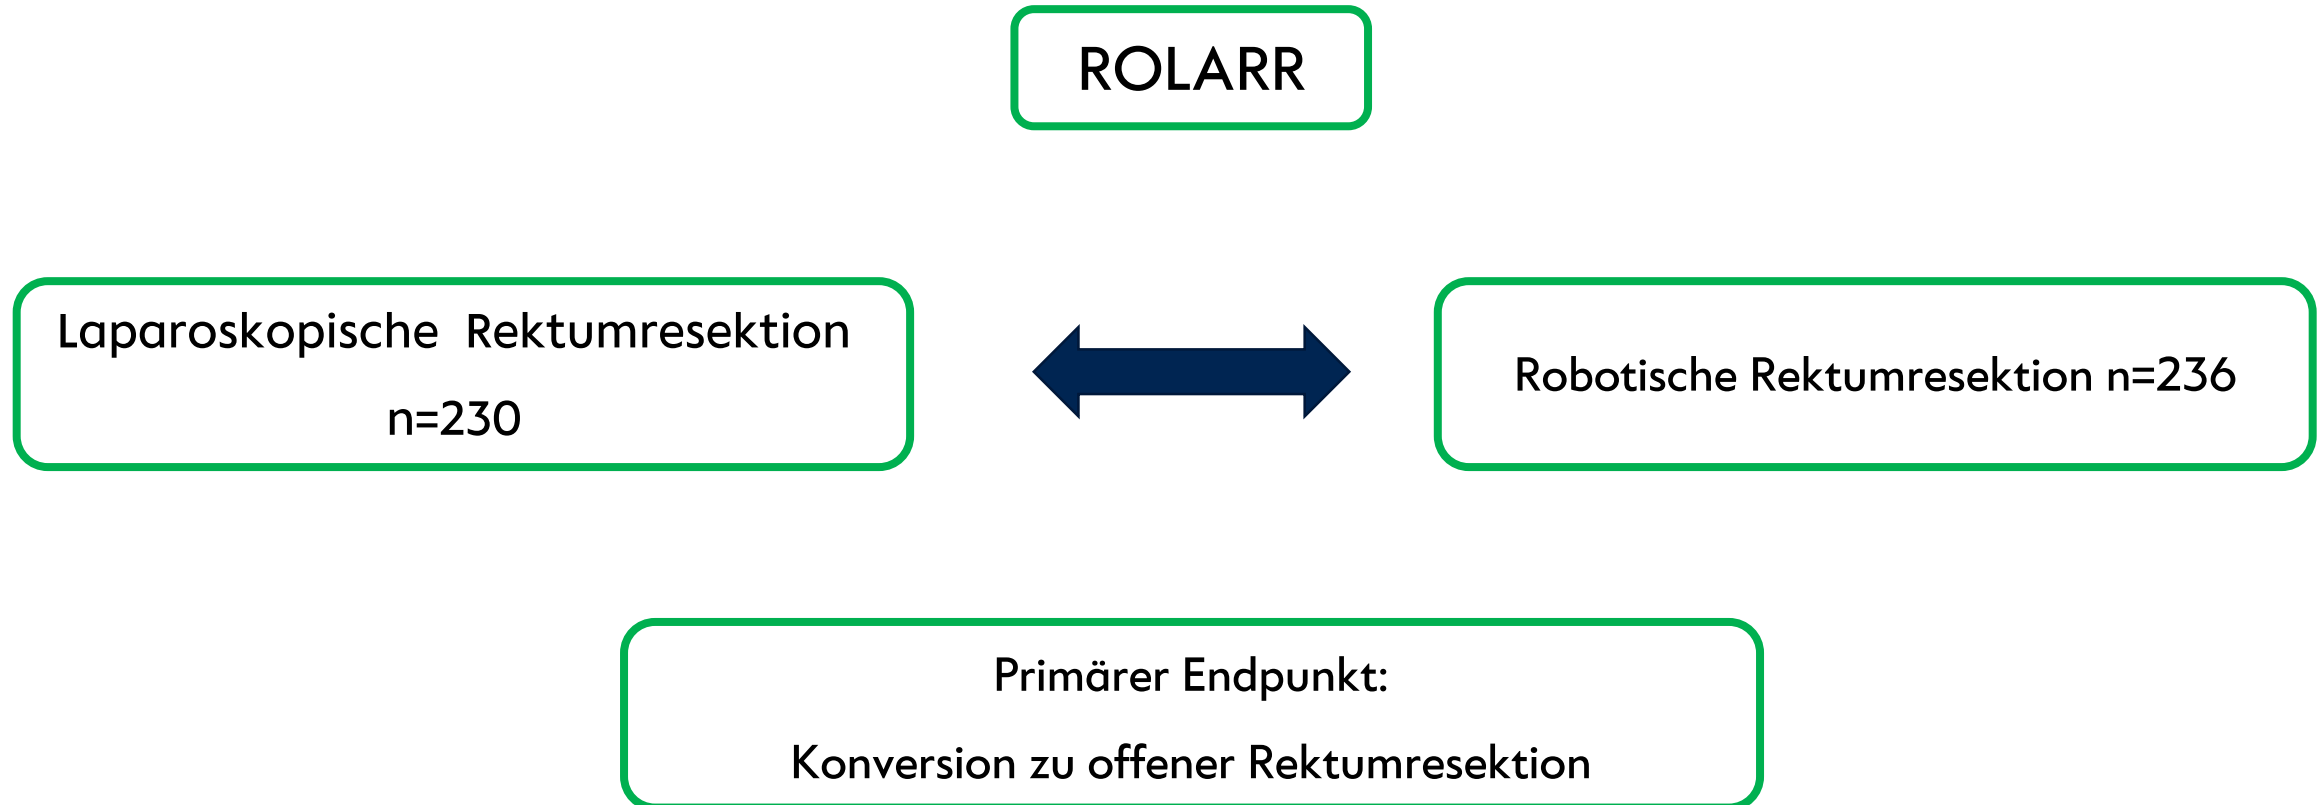 ROLARR
Laparoskopische Rektumresektion
n=230
Robotische Rektumresektion n=236
Primärer Endpunkt:
Konversion zu offener Rektumresektion